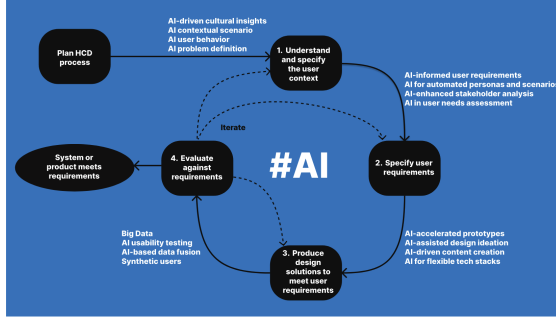 Plan HCD
process
AI-driven cultural insights
AI contextual scenario
AI user behavior
AI problem definition
1. Understand
and specify
the user
context
AI-informed user requirements
AI for automated personas and scenarios
AI-enhanced stakeholder analysis
AI in user needs assessment
Iterate
System or
product meets
requirements
4. Evaluate
against
requirements
#AI
2. Specify user
requirements
Big Data
AI usability testing
AI-based data fusion
Synthetic users
3. Produce
design
solutions to
meet user
requirements
AI-accelerated prototypes
AI-assisted design ideation
AI-driven content creation
AI for flexible tech stacks